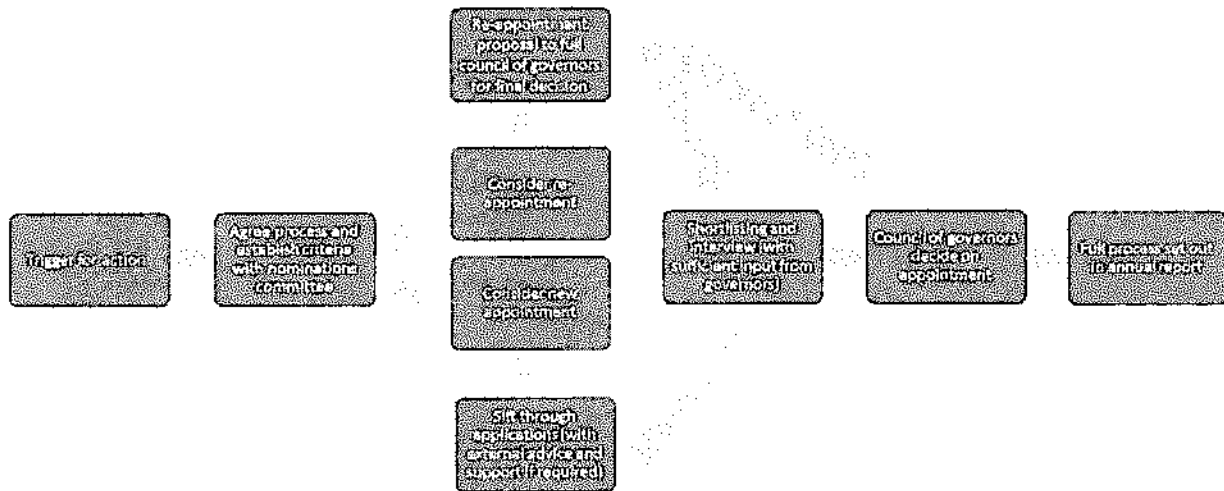 Re-appointment
proposal to full
council of governors
for final decision
Consider re-
appointment
Trigger for action
Agree process and
establish criteria
with nominations
committee
Consider new
appointment
Shortlisting and
interview (with
sufficient input from
governors)
Council of governors
decide on
appointment
Full process set out
in annual report
Sift through
applications (with
external advice and
support if required)